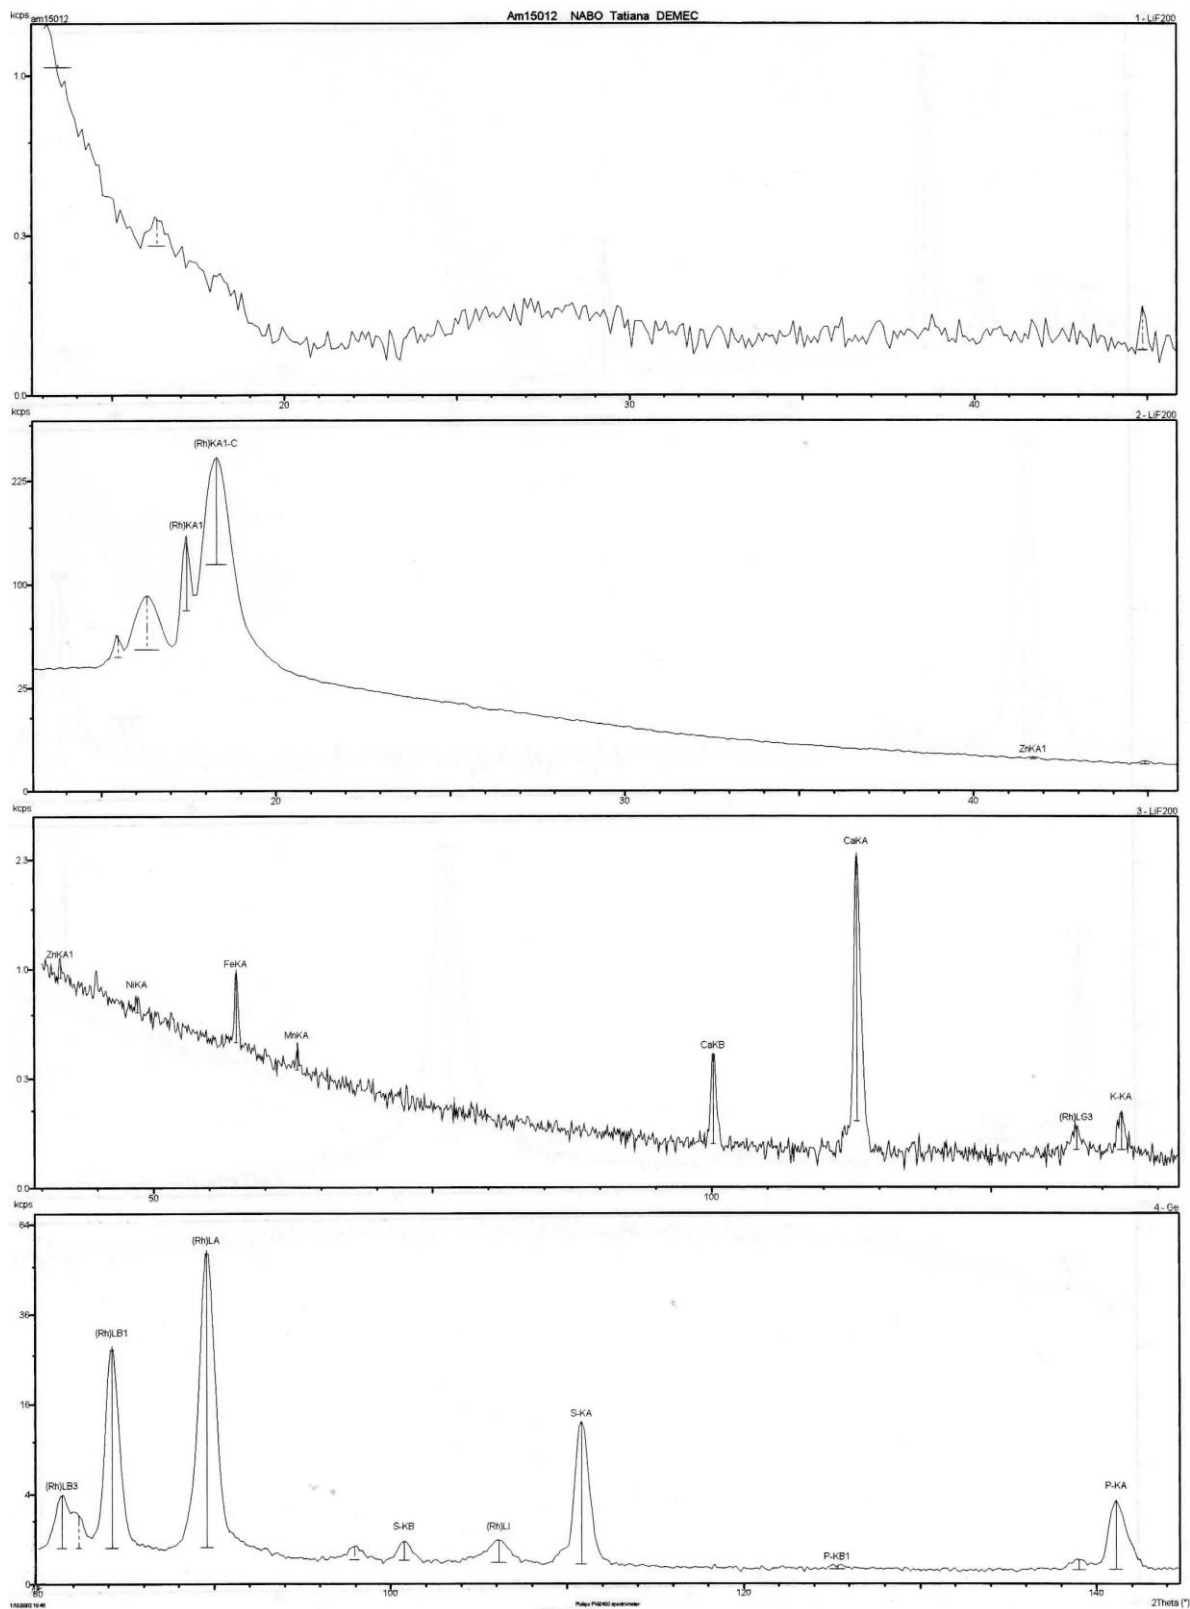 kcps am15012 Am15012 NABO Tatiana DEMEC 1 - LiF200
1.0
0.3
0.0
20 30 40
kcps 2 - LiF200
(Rh)KA1-C
225
(Rh)KA1
100
25
ZnKA1
0
20 30 40
kcps 3 - LiF200
CaKA
2.3
ZnKA1
1.0
FeKA
NiKA
MnKA
CaKB
0.3
K-KA
(Rh)LG3
0.0
50 100
kcps 4 - Ge
64
(Rh)LA
36
(Rh)LB1
16
S-KA
(Rh)LB3
4
P-KA
S-KB
(Rh)LI
P-KB1
0
80 100 120 140
2Theta (°)